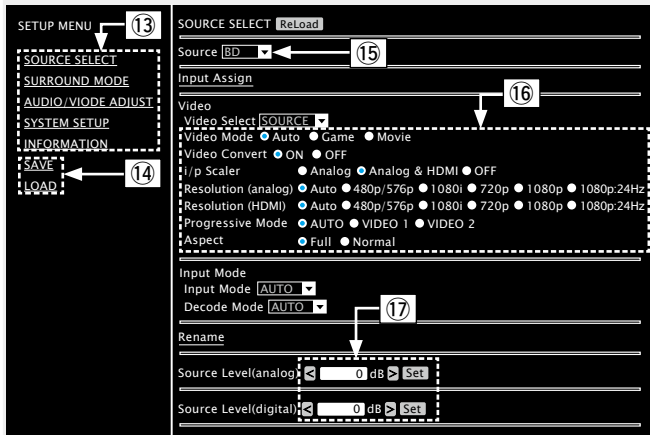 SETUP MENU ⑬
SOURCE SELECT
SURROUND MODE
AUDIO/VIODE ADJUST
SYSTEM SETUP
INFORMATION
SAVE
LOAD
⑭
SOURCE SELECT ReLoad
Source BD ⑮
Input Assign
⑯
Video
Video Select SOURCE
Video Mode Auto Game Movie
Video Convert ON OFF
i/p Scaler Analog Analog & HDMI OFF
Resolution (analog) Auto 480p/576p 1080i 720p 1080p 1080p:24Hz
Resolution (HDMI) Auto 480p/576p 1080i 720p 1080p 1080p:24Hz
Progressive Mode AUTO VIDEO 1 VIDEO 2
Aspect Full Normal
Input Mode
Input Mode AUTO
Decode Mode AUTO
⑰
Rename
Source Level(analog) < 0 dB > Set
Source Level(digital) < 0 dB > Set